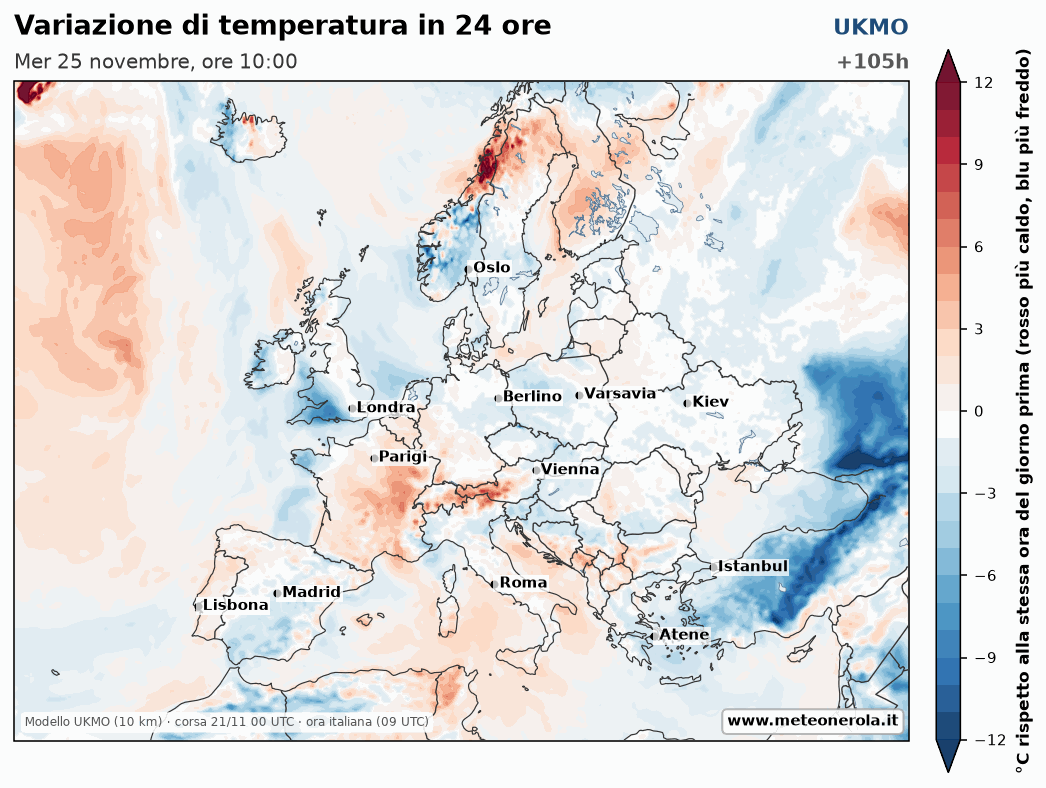 Variazione di temperatura in 24 ore
UKMO
Mer 25 novembre, ore 10:00
+105h
Oslo
Londra
Berlino
Varsavia
Kiev
Parigi
Vienna
Istanbul
Roma
Madrid
Lisbona
Atene
Modello UKMO (10 km) · corsa 21/11 00 UTC · ora italiana (09 UTC)
www.meteonerola.it
12
9
6
3
0
−3
−6
−9
−12
°C rispetto alla stessa ora del giorno prima (rosso più caldo, blu più freddo)